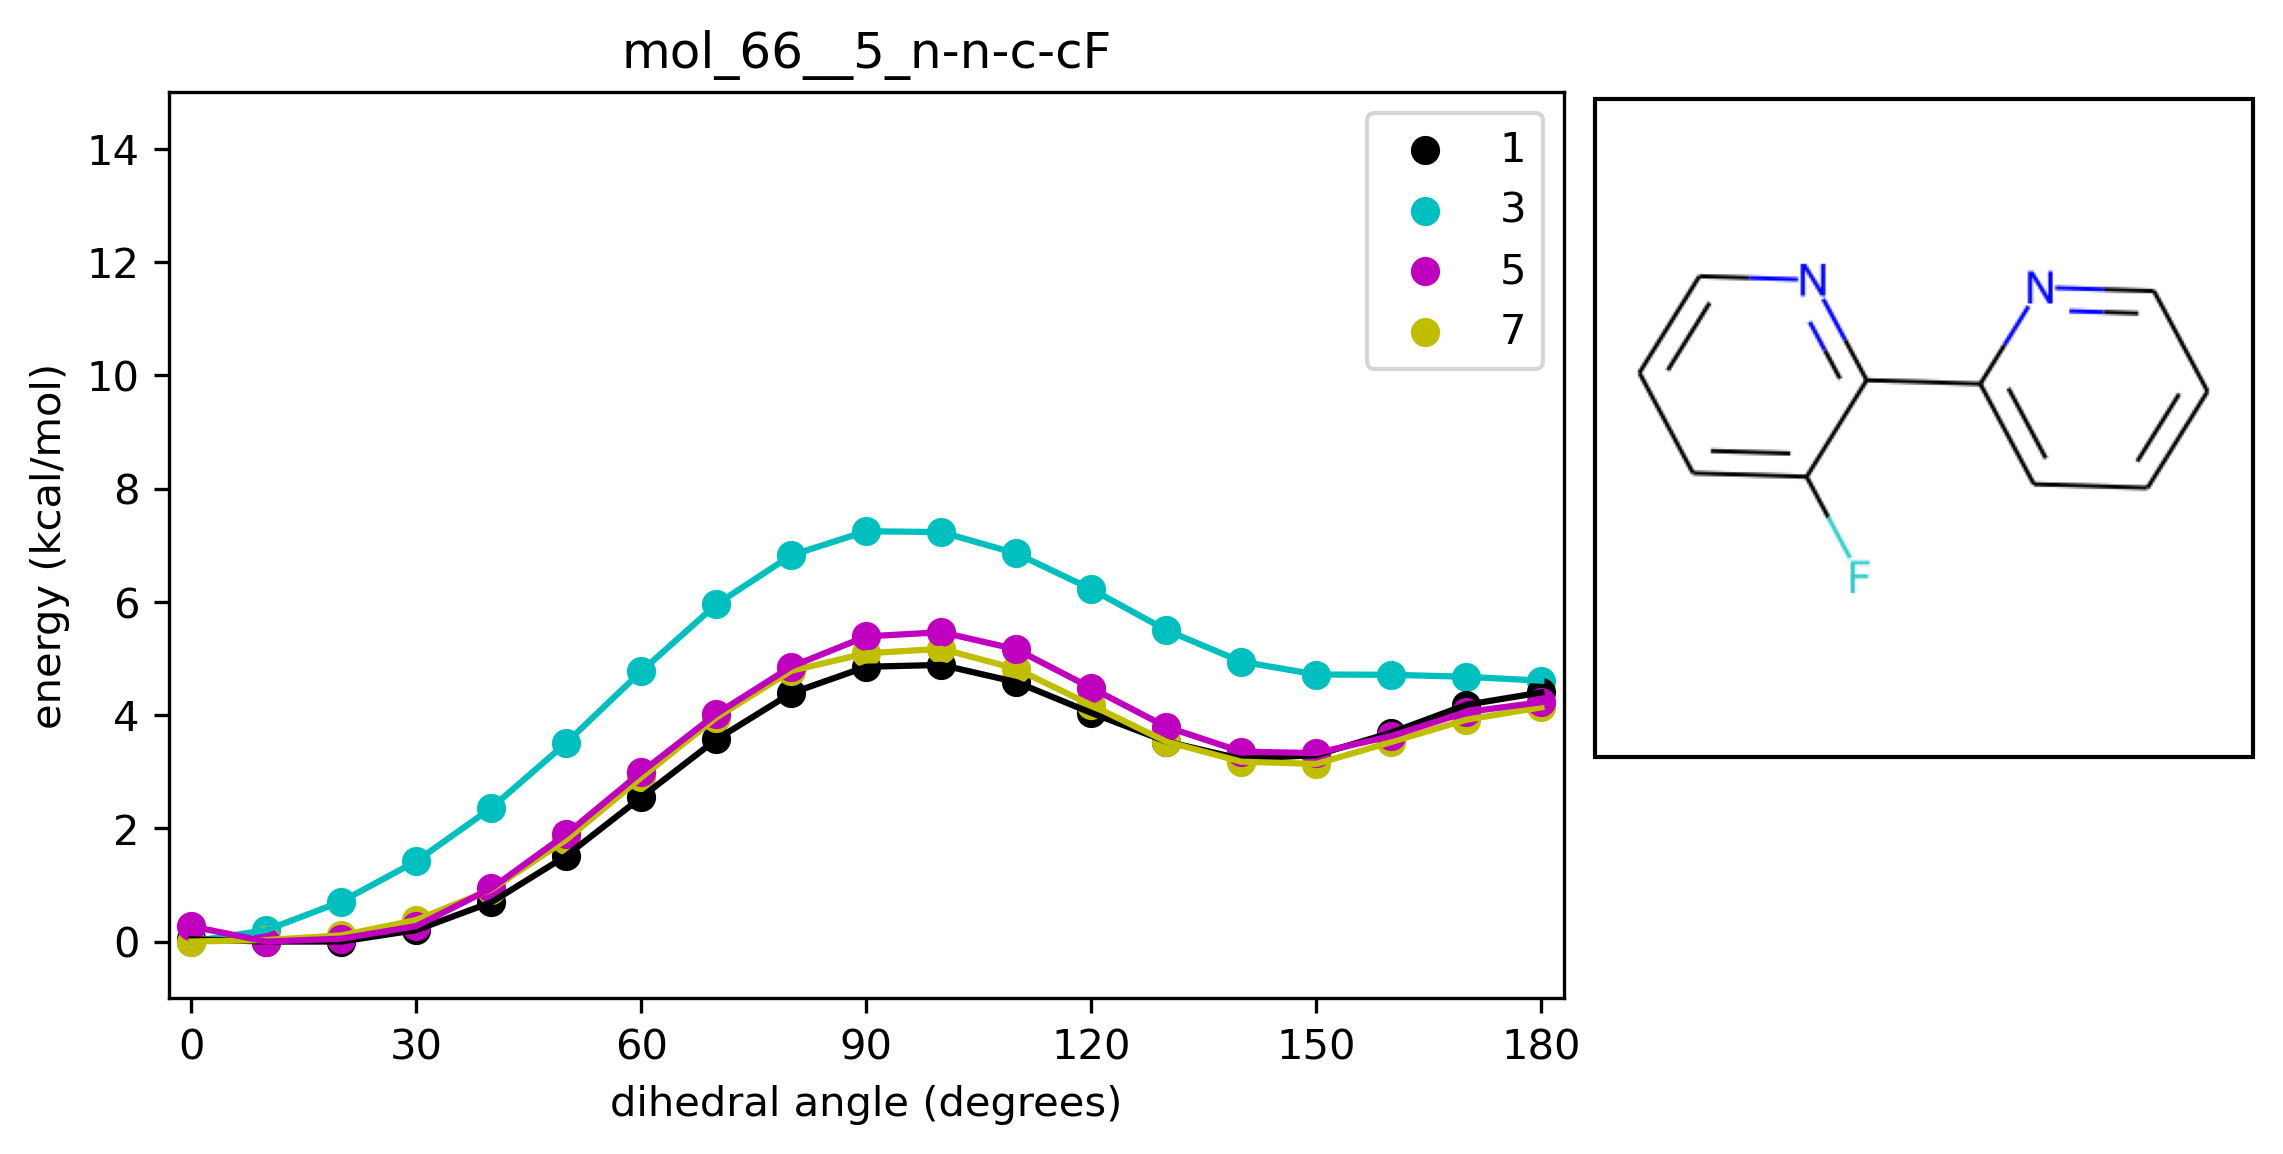 mol_66__5_n-n-c-cF
energy (kcal/mol)
14
12
10
8
6
4
2
0
0 30 60 90 120 150 180
dihedral angle (degrees)
1
3
5
7
N N
F